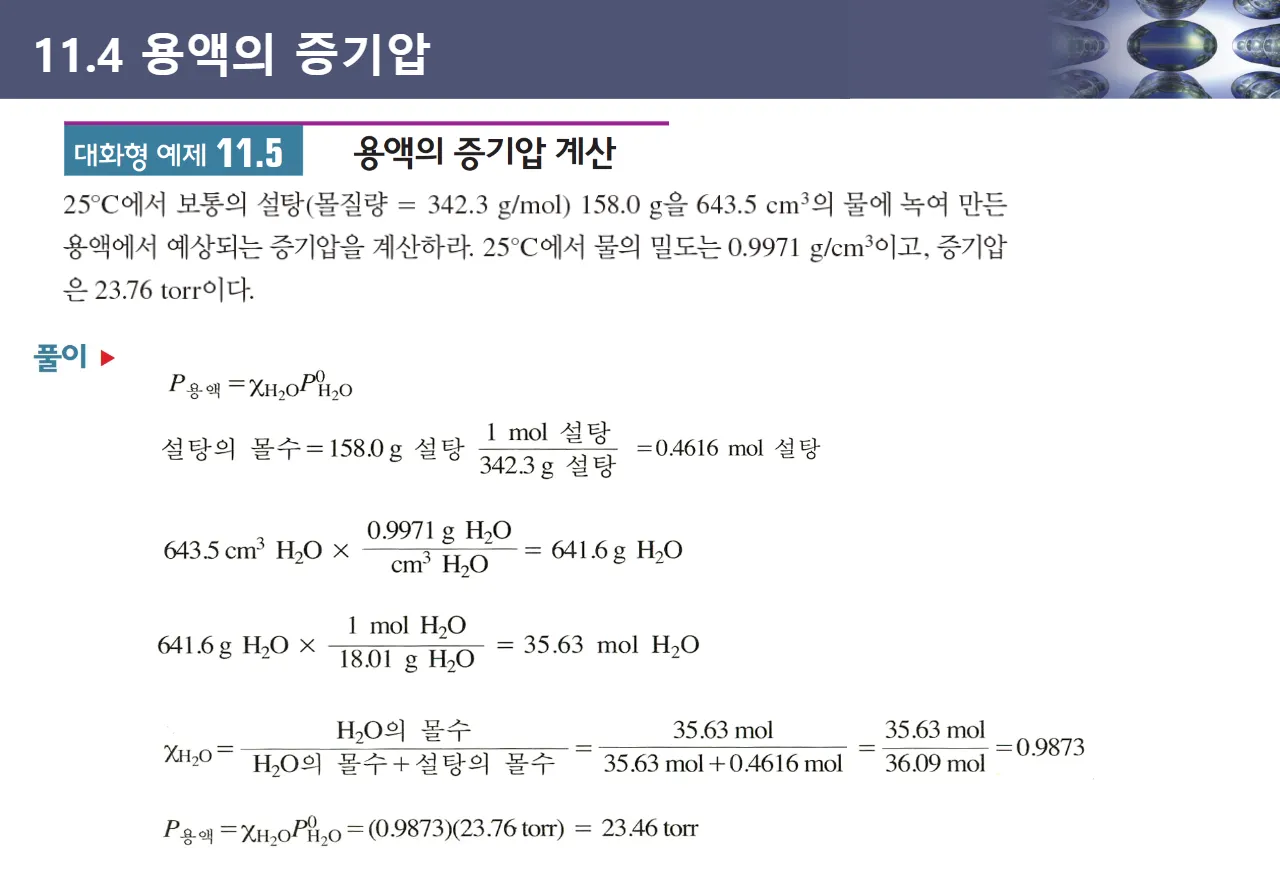 11.4 용액의 증기압
대화형 예제 11.5 용액의 증기압 계산
25°C에서 보통의 설탕(몰질량 = 342.3 g/mol) 158.0 g을 643.5 cm³의 물에 녹여 만든
용액에서 예상되는 증기압을 계산하라. 25°C에서 물의 밀도는 0.9971 g/cm³이고, 증기압
은 23.76 torr이다.
풀이 ▶
P용액 = χH₂O P⁰H₂O
설탕의 몰수 = 158.0 g 설탕 1 mol 설탕 / 342.3 g 설탕 = 0.4616 mol 설탕
643.5 cm³ H₂O × 0.9971 g H₂O / cm³ H₂O = 641.6 g H₂O
641.6 g H₂O × 1 mol H₂O / 18.01 g H₂O = 35.63 mol H₂O
χH₂O = H₂O의 몰수 / H₂O의 몰수 + 설탕의 몰수 = 35.63 mol / 35.63 mol + 0.4616 mol = 35.63 mol / 36.09 mol = 0.9873
P용액 = χH₂O P⁰H₂O = (0.9873)(23.76 torr) = 23.46 torr